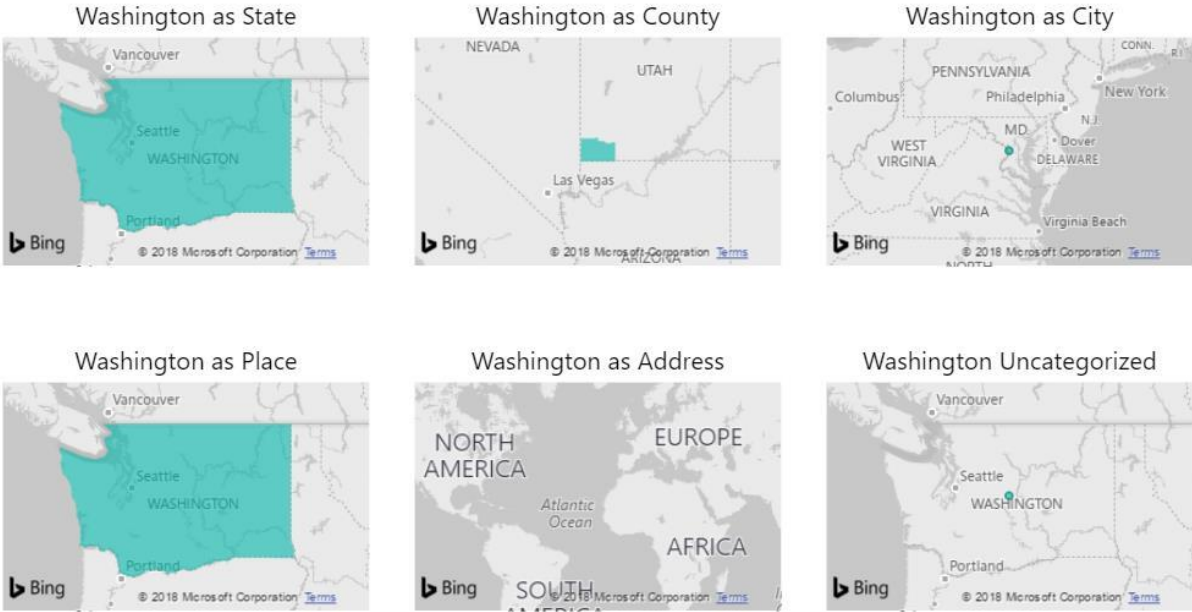 Washington as State
Vancouver
Seattle
WASHINGTON
Portland
Bing
© 2018 Microsoft Corporation Terms
Washington as County
NEVADA
UTAH
Las Vegas
ARIZONA
Bing
© 2018 Microsoft Corporation Terms
Washington as City
CONN.
R.I.
PENNSYLVANIA
Columbus
Philadelphia
New York
N.J.
MD
Dover
WEST
VIRGINIA
DELAWARE
VIRGINIA
Virginia Beach
Bing
© 2018 Microsoft Corporation Terms
NORTH
Washington as Place
Vancouver
Seattle
WASHINGTON
Portland
Bing
© 2018 Microsoft Corporation Terms
Washington as Address
NORTH
AMERICA
EUROPE
Atlantic
Ocean
AFRICA
SOUTH
AMERICA
Bing
© 2018 Microsoft Corporation Terms
Washington Uncategorized
Vancouver
Seattle
WASHINGTON
Portland
Bing
© 2018 Microsoft Corporation Terms